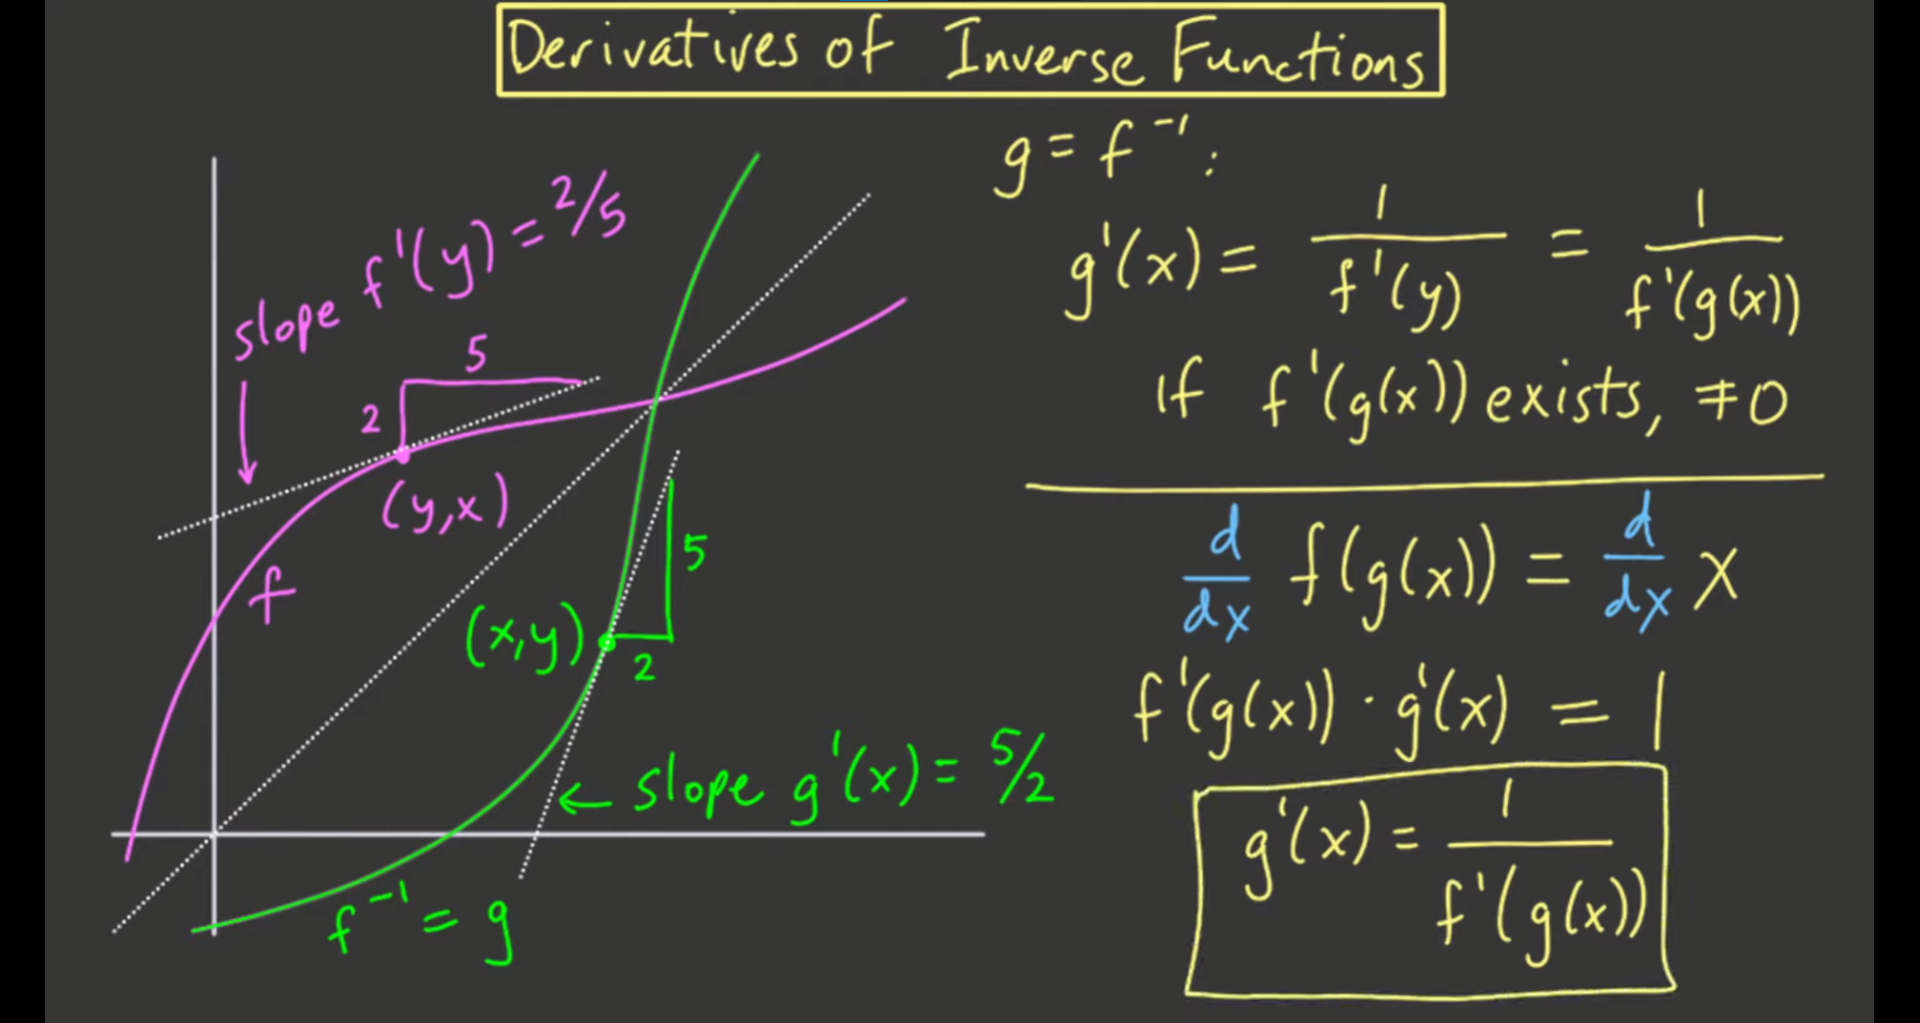 Derivatives of Inverse Functions
g = f⁻¹:
g'(x) = 1/f'(y) = 1/f'(g(x))
if f'(g(x)) exists, ≠0
d/dx f(g(x)) = d/dx x
f'(g(x)) · g'(x) = 1
g'(x) = 1/f'(g(x))
slope f'(y) = 2/5
5
2
(y,x)
f
5
(x,y)
2
← slope g'(x) = 5/2
f⁻¹ = g